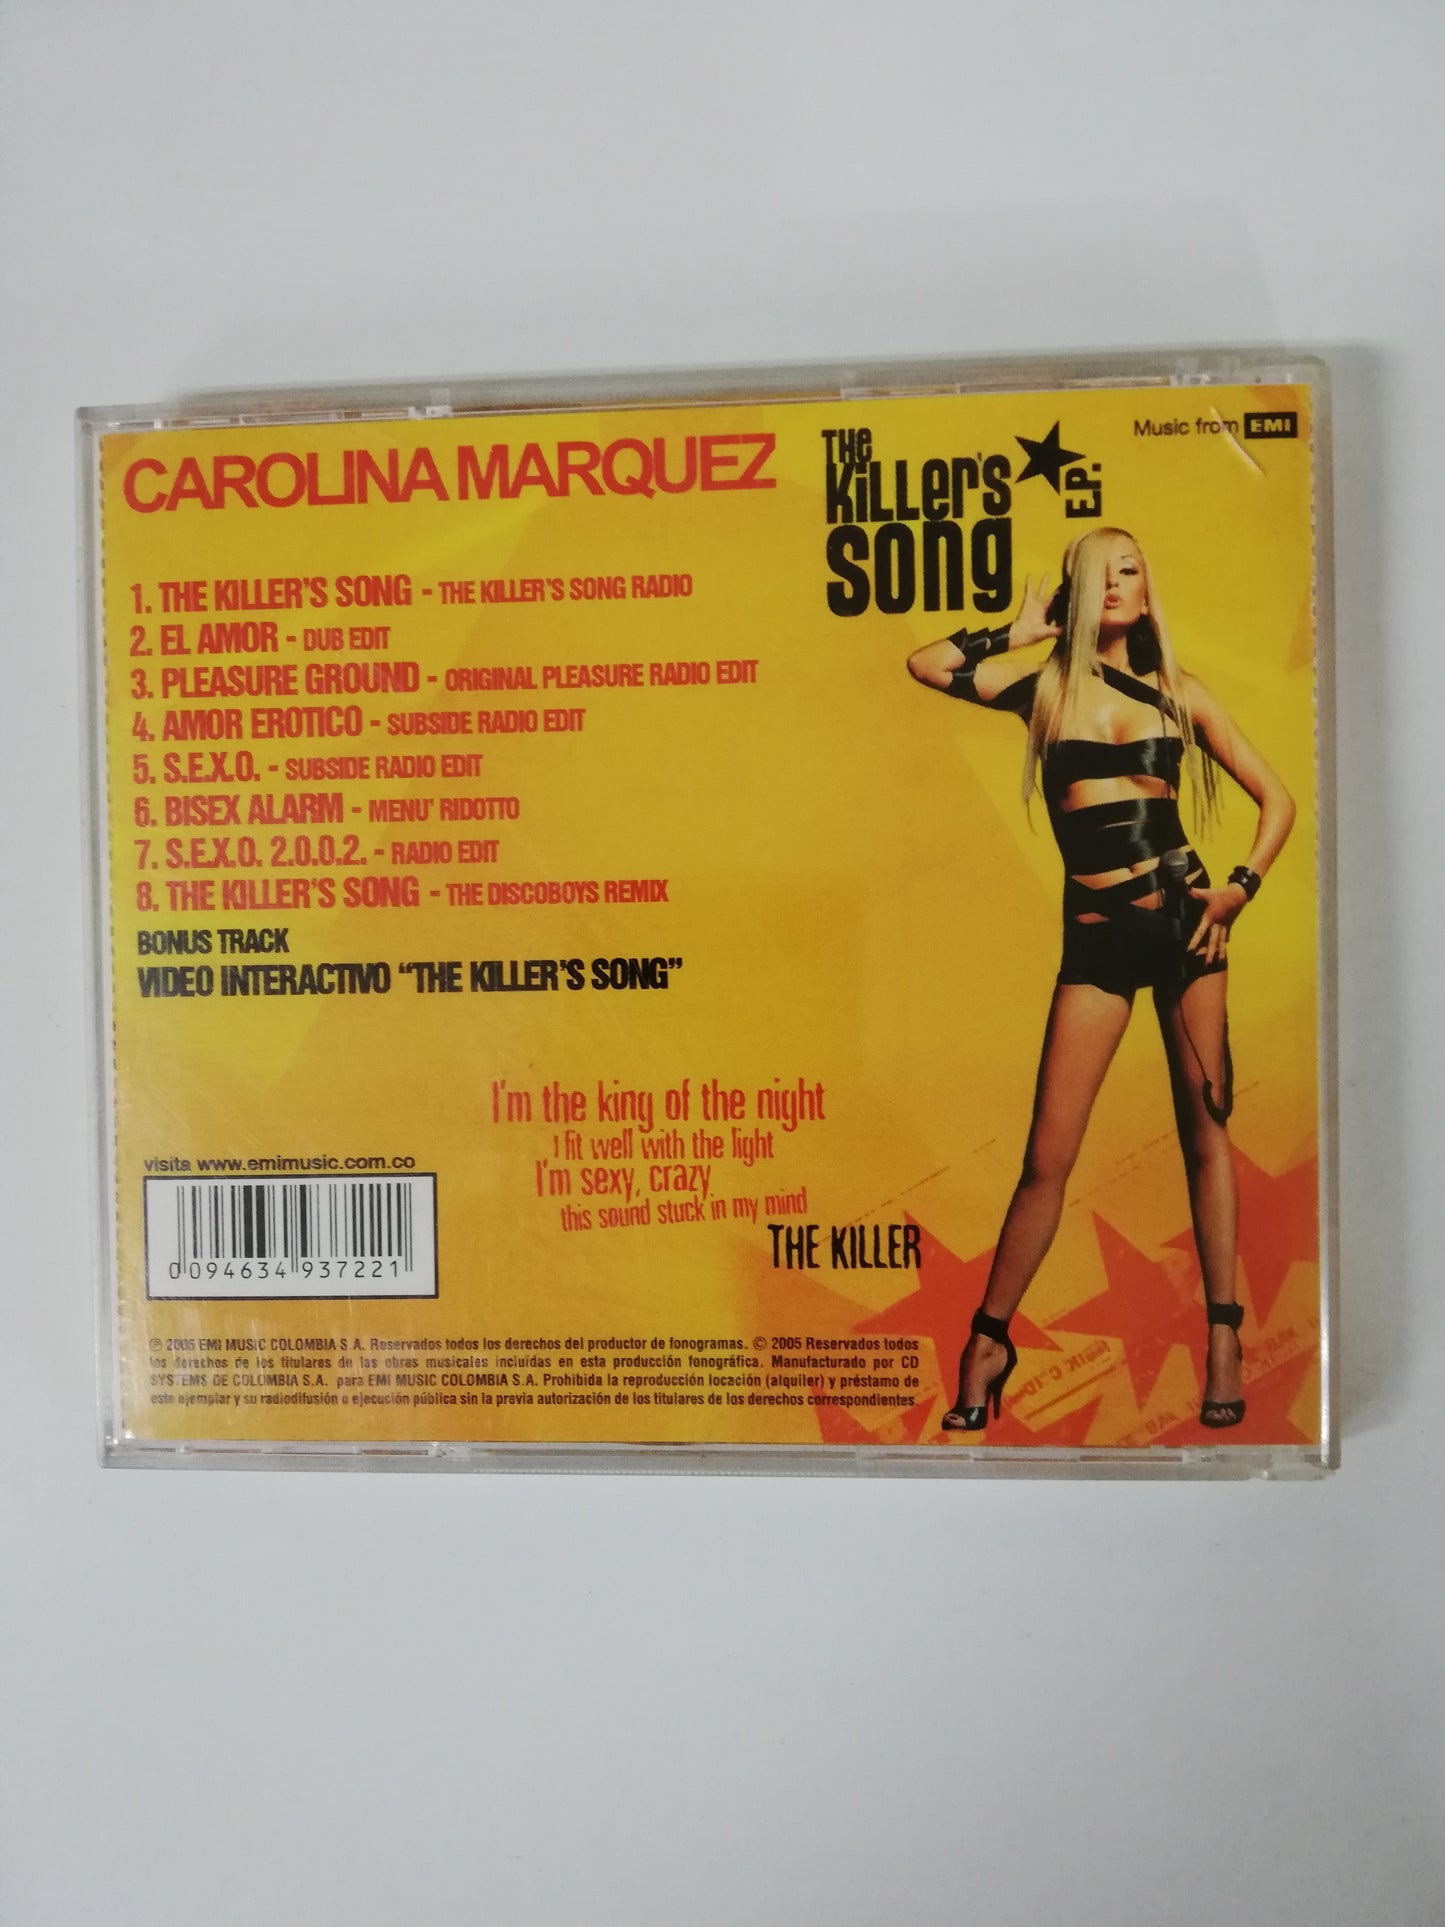 CAROLINA MARQUEZ
THE
KILLER'S
SONG
E.P.
Music from EMI
1. THE KILLER'S SONG - THE KILLER'S SONG RADIO
2. EL AMOR - DUB EDIT
3. PLEASURE GROUND - ORIGINAL PLEASURE RADIO EDIT
4. AMOR EROTICO - SUBSIDE RADIO EDIT
5. S.E.X.O. - SUBSIDE RADIO EDIT
6. BISEX ALARM - MENU' RIDOTTO
7. S.E.X.O. 2.0.0.2. - RADIO EDIT
8. THE KILLER'S SONG - THE DISCOBOYS REMIX
BONUS TRACK
VIDEO INTERACTIVO "THE KILLER'S SONG"
I'm the king of the night
I fit well with the light
I'm sexy, crazy
this sound stuck in my mind
THE KILLER
visita www.emimusic.com.co
0 094634 937221
℗ 2005 EMI MUSIC COLOMBIA S.A. Reservados todos los derechos del productor de fonogramas. © 2005 Reservados todos
los derechos de los titulares de las obras musicales incluídas en esta producción fonográfica. Manufacturado por CD
SYSTEMS DE COLOMBIA S.A. para EMI MUSIC COLOMBIA S.A. Prohibida la reproducción locación (alquiler) y préstamo de
este ejemplar y su radiodifusión o ejecución pública sin la previa autorización de los titulares de los derechos correspondientes.